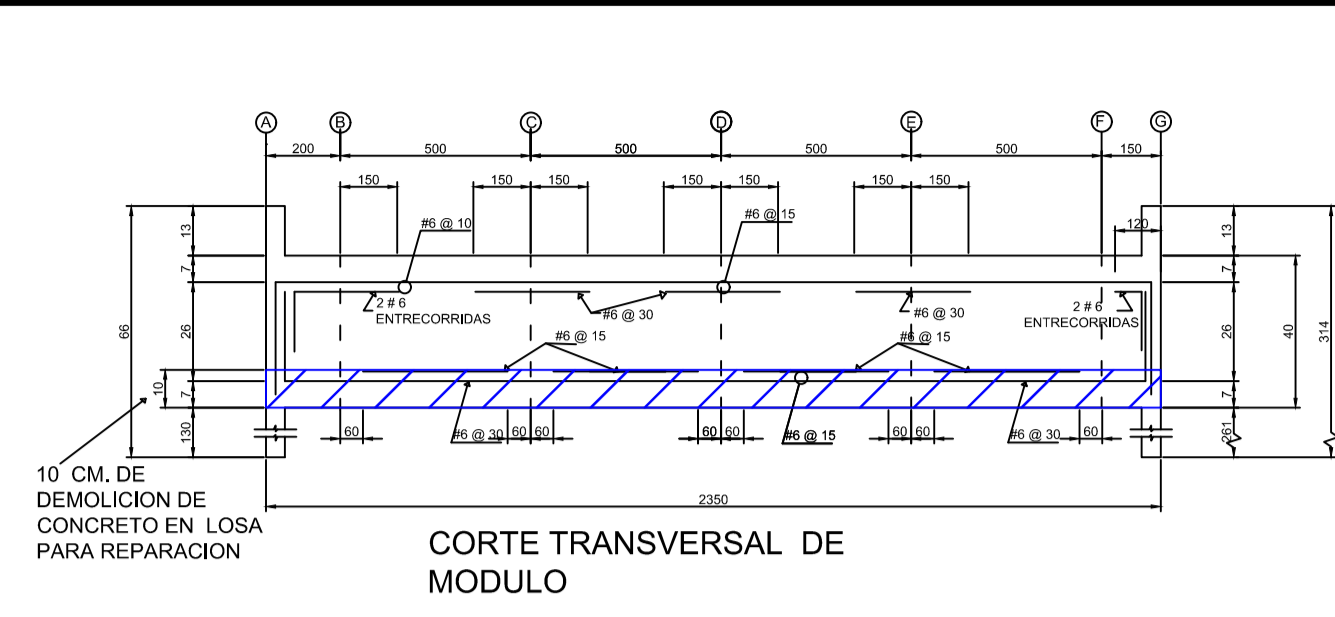 A B C D E F G
200 500 500 500 500 150
150 150 150 150 150 150 150
#6 @ 10 #6 @ 15 120
13 13
7 7
2 # 6
ENTRECORRIDAS
#6 @ 30 #6 @ 30
2 # 6
ENTRECORRIDAS
66 26 26 40 314
#6 @ 15 #6 @ 15
10 7 7
130 60 #6 @ 30 60 60 60 60 #6 @ 15 60 60 #6 @ 30 60 261
10 CM. DE
DEMOLICION DE
CONCRETO EN LOSA
PARA REPARACION
2350
CORTE TRANSVERSAL DE
MODULO